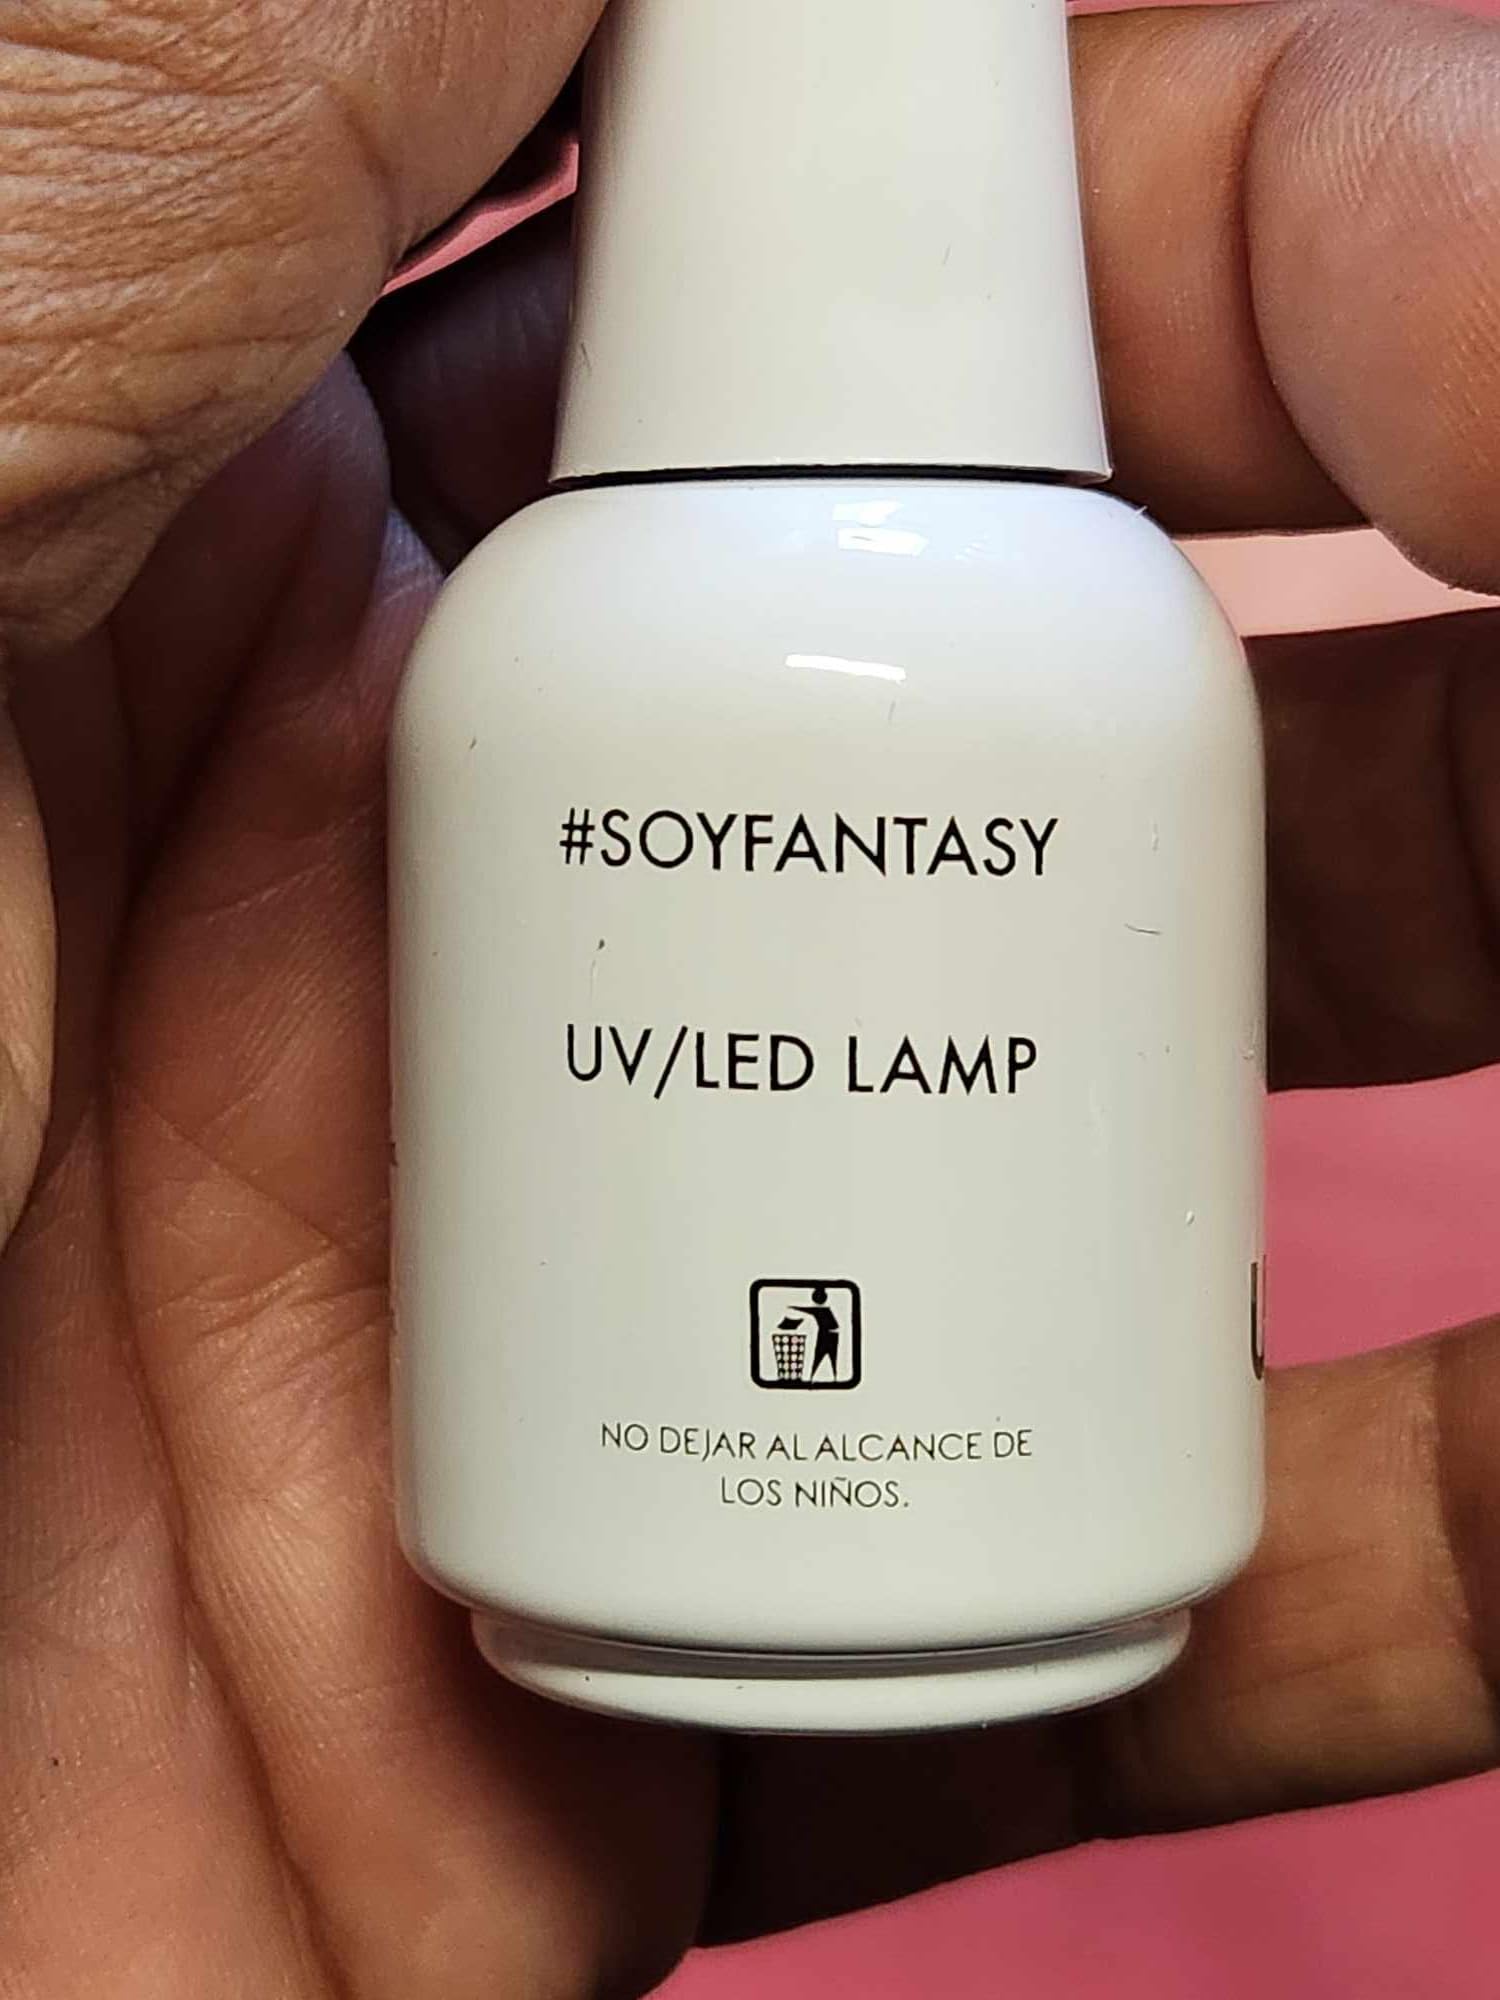 #SOYFANTASY
UV/LED LAMP
NO DEJAR AL ALCANCE DE
LOS NIÑOS.